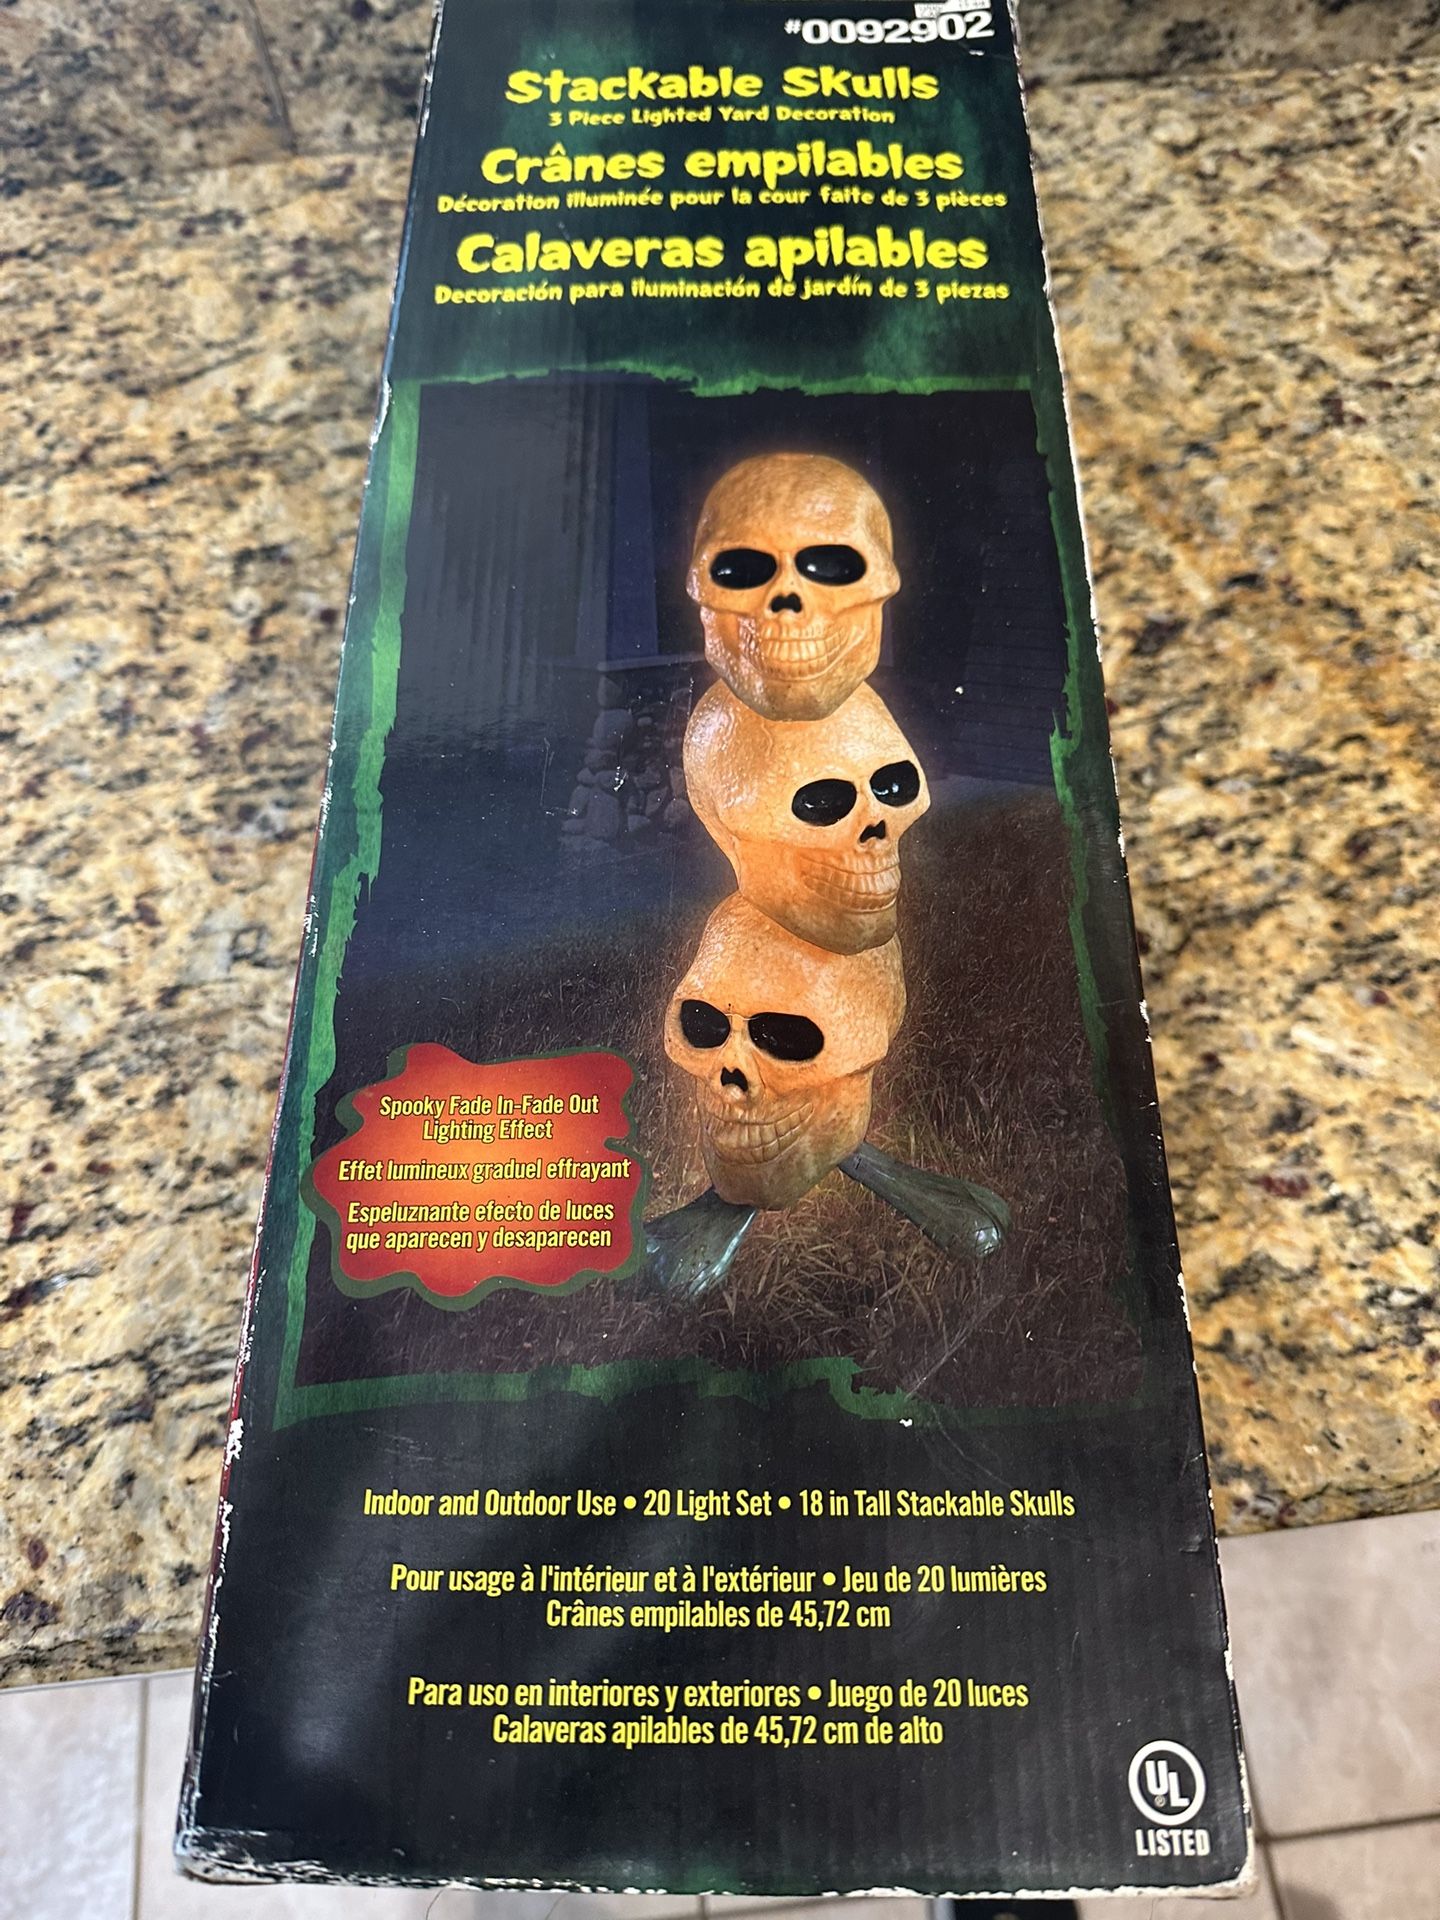 #0092902
Stackable Skulls
3 Piece Lighted Yard Decoration
Crânes empilables
Décoration illuminée pour la cour faite de 3 pièces
Calaveras apilables
Decoración para iluminación de jardín de 3 piezas
Spooky Fade In-Fade Out
Lighting Effect
Effet lumineux graduel effrayant
Espeluznante efecto de luces
que aparecen y desaparecen
Indoor and Outdoor Use • 20 Light Set • 18 in Tall Stackable Skulls
Pour usage à l'intérieur et à l'extérieur • Jeu de 20 lumières
Crânes empilables de 45,72 cm
Para uso en interiores y exteriores • Juego de 20 luces
Calaveras apilables de 45,72 cm de alto
UL
®
LISTED